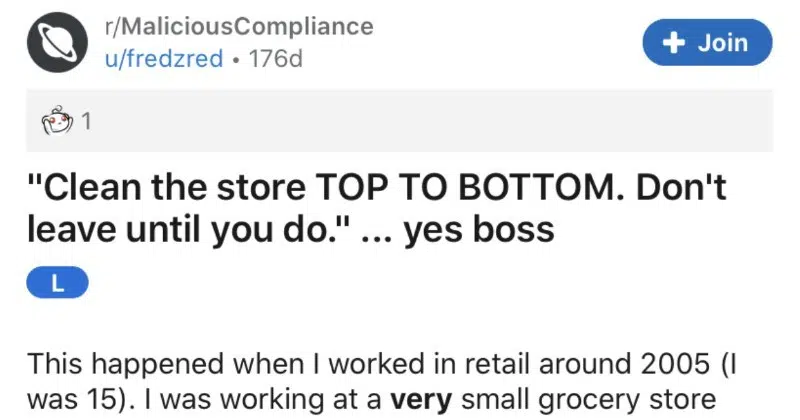 r/MaliciousCompliance
u/fredzred • 176d
+ Join
1
"Clean the store TOP TO BOTTOM. Don't
leave until you do." ... yes boss
L
This happened when I worked in retail around 2005 (I
was 15). I was working at a very small grocery store